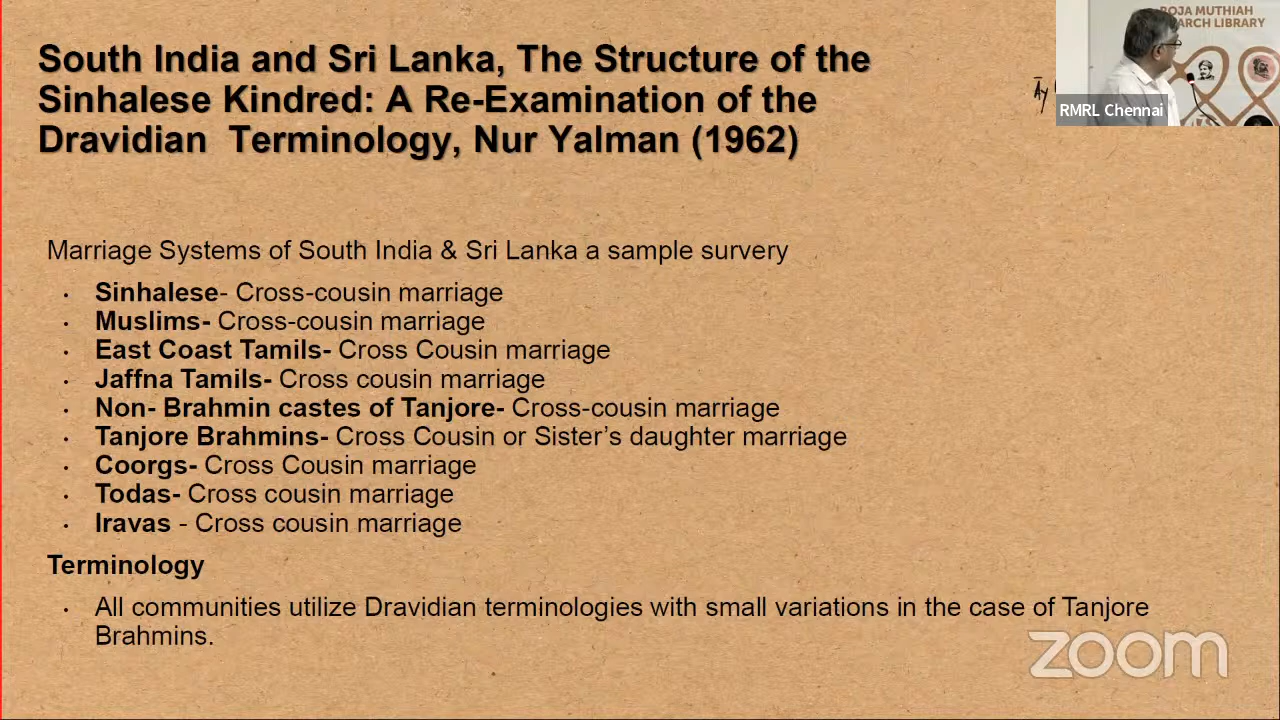 South India and Sri Lanka, The Structure of the
Sinhalese Kindred: A Re-Examination of the
Dravidian Terminology, Nur Yalman (1962)
ROJA MUTHIAH
ARCH LIBRARY
RMRL Chennai
Marriage Systems of South India & Sri Lanka a sample survery
• Sinhalese- Cross-cousin marriage
• Muslims- Cross-cousin marriage
• East Coast Tamils- Cross Cousin marriage
• Jaffna Tamils- Cross cousin marriage
• Non- Brahmin castes of Tanjore- Cross-cousin marriage
• Tanjore Brahmins- Cross Cousin or Sister's daughter marriage
• Coorgs- Cross Cousin marriage
• Todas- Cross cousin marriage
• Iravas - Cross cousin marriage
Terminology
• All communities utilize Dravidian terminologies with small variations in the case of Tanjore
Brahmins.
zoom